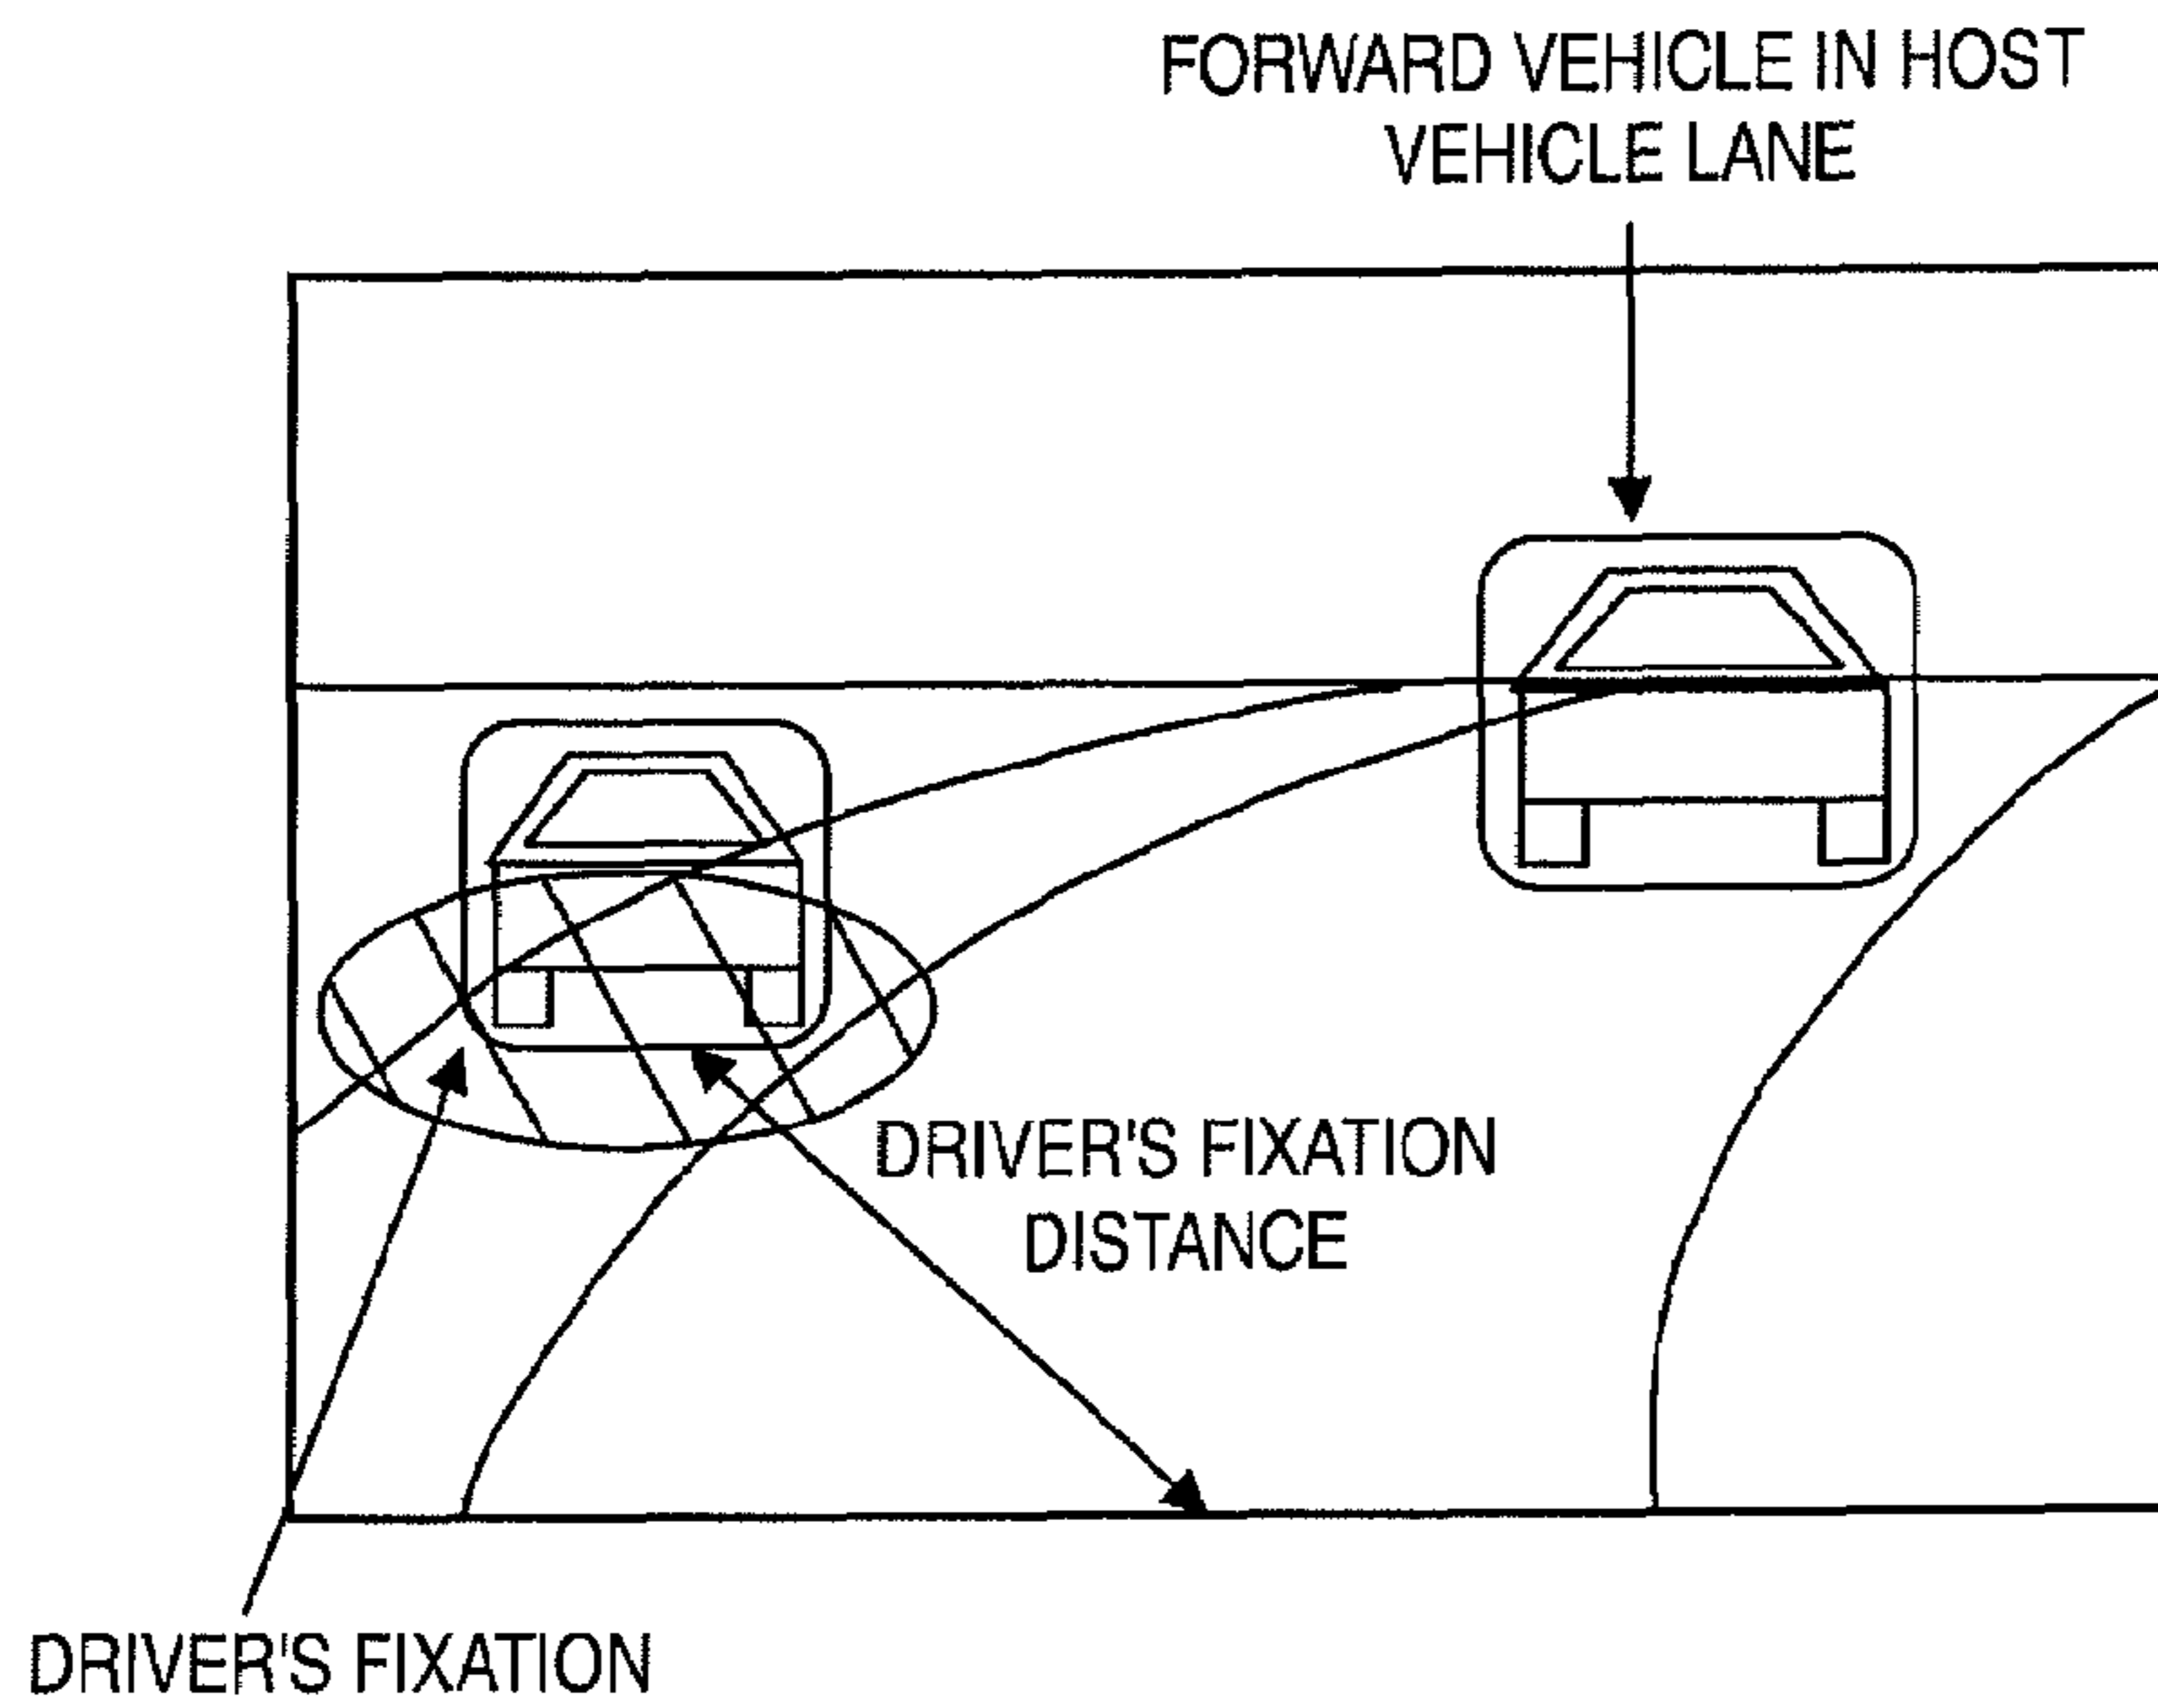 FORWARD VEHICLE IN HOST
VEHICLE LANE
DRIVER'S FIXATION
DISTANCE
DRIVER'S FIXATION